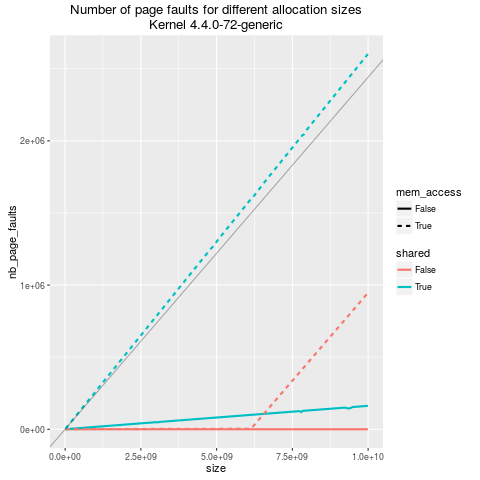 Number of page faults for different allocation sizes
Kernel 4.4.0-72-generic
nb_page_faults
2e+06
1e+06
0e+00
0.0e+00
2.5e+09
5.0e+09
7.5e+09
1.0e+10
size
mem_access
False
True
shared
False
True